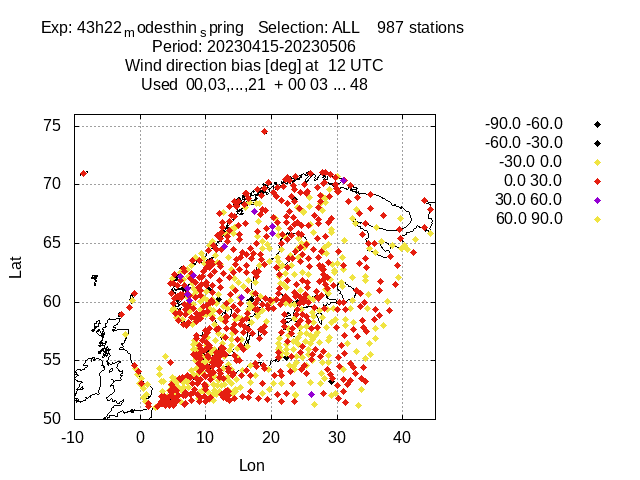 Exp: 43h22modesthinspring   Selection: ALL    987 stations
Period: 20230415-20230506
Wind direction bias [deg] at  12 UTC
Used  00,03,...,21  + 00 03 ... 48
-90.0 -60.0
-60.0 -30.0
-30.0 0.0
0.0 30.0
30.0 60.0
60.0 90.0
75
70
65
60
55
50
Lat
-10 0 10 20 30 40
Lon